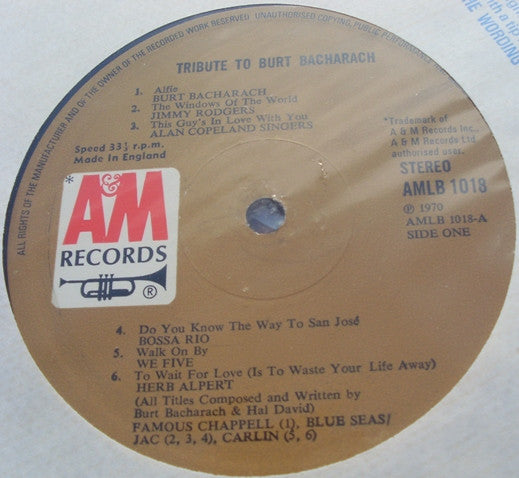 ALL RIGHTS OF THE MANUFACTURER AND OF THE OWNER OF THE RECORDED WORK RESERVED UNAUTHORISED COPYING, PUBLIC PERFORMANCE
TRIBUTE TO BURT BACHARACH
1. Alfie
BURT BACHARACH
2. The Windows Of The World
JIMMY RODGERS
3. This Guy's In Love With You
ALAN COPELAND SINGERS
Speed 33⅓ r.p.m.
Made In England
*Trademark of
A & M Records Inc.,
A & M Records Ltd.
authorised user.
STEREO
AMLB 1018
℗ 1970
AMLB 1018-A
SIDE ONE
*
A&M
RECORDS
®
4. Do You Know The Way To San José
BOSSA RIO
5. Walk On By
WE FIVE
6. To Wait For Love (Is To Waste Your Life Away)
HERB ALPERT
(All Titles Composed and Written by
Burt Bacharach & Hal David)
FAMOUS CHAPPELL (1), BLUE SEAS/
JAC (2, 3, 4), CARLIN (5, 6)
with a
THE WORDING